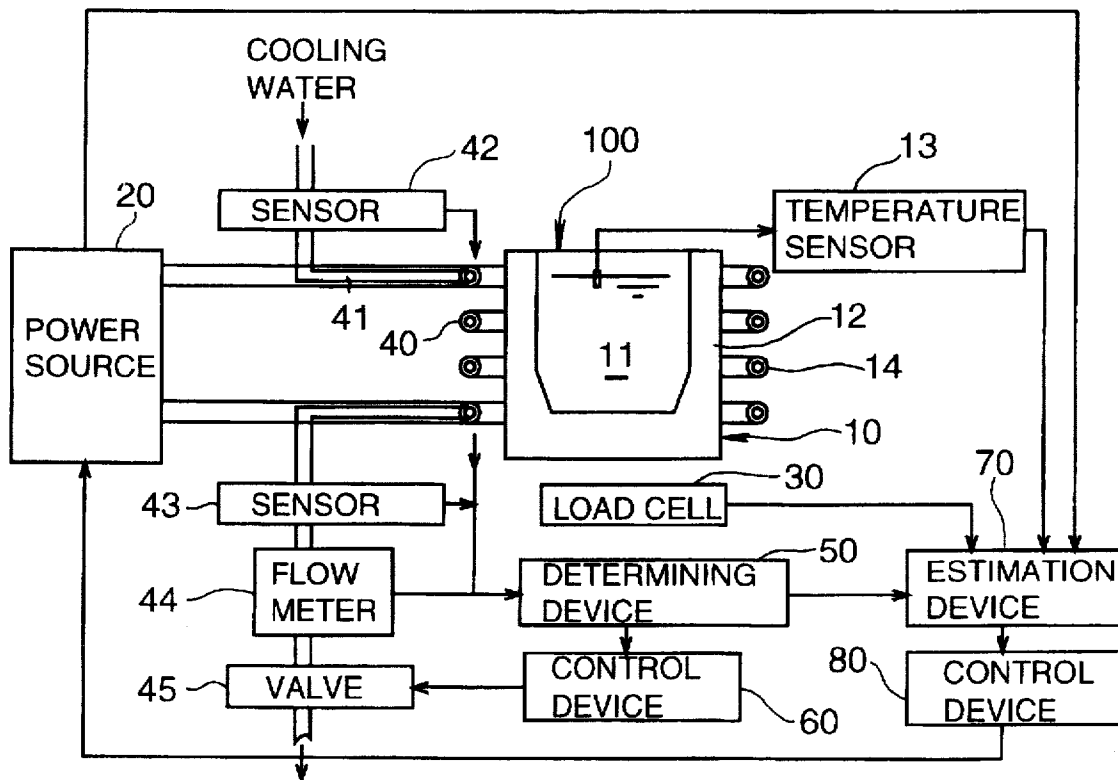 COOLING
WATER
42
100
13
20
SENSOR
TEMPERATURE
SENSOR
41
POWER
SOURCE
40
11
12
14
10
43
SENSOR
30
LOAD CELL
70
50
44
FLOW
METER
DETERMINING
DEVICE
ESTIMATION
DEVICE
45
VALVE
CONTROL
DEVICE
60
80
CONTROL
DEVICE